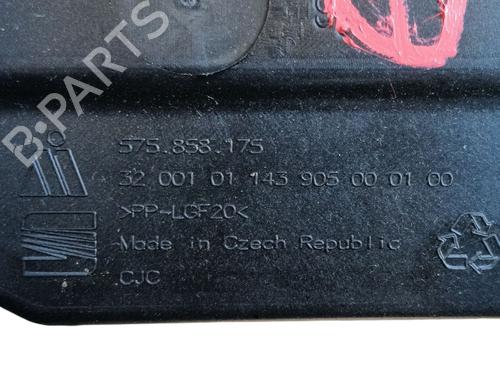 B-PARTS
575.858.175
32 001 01 143 905 00 01 00
>PP-LGF20<
Made in Czech Republic
CJC